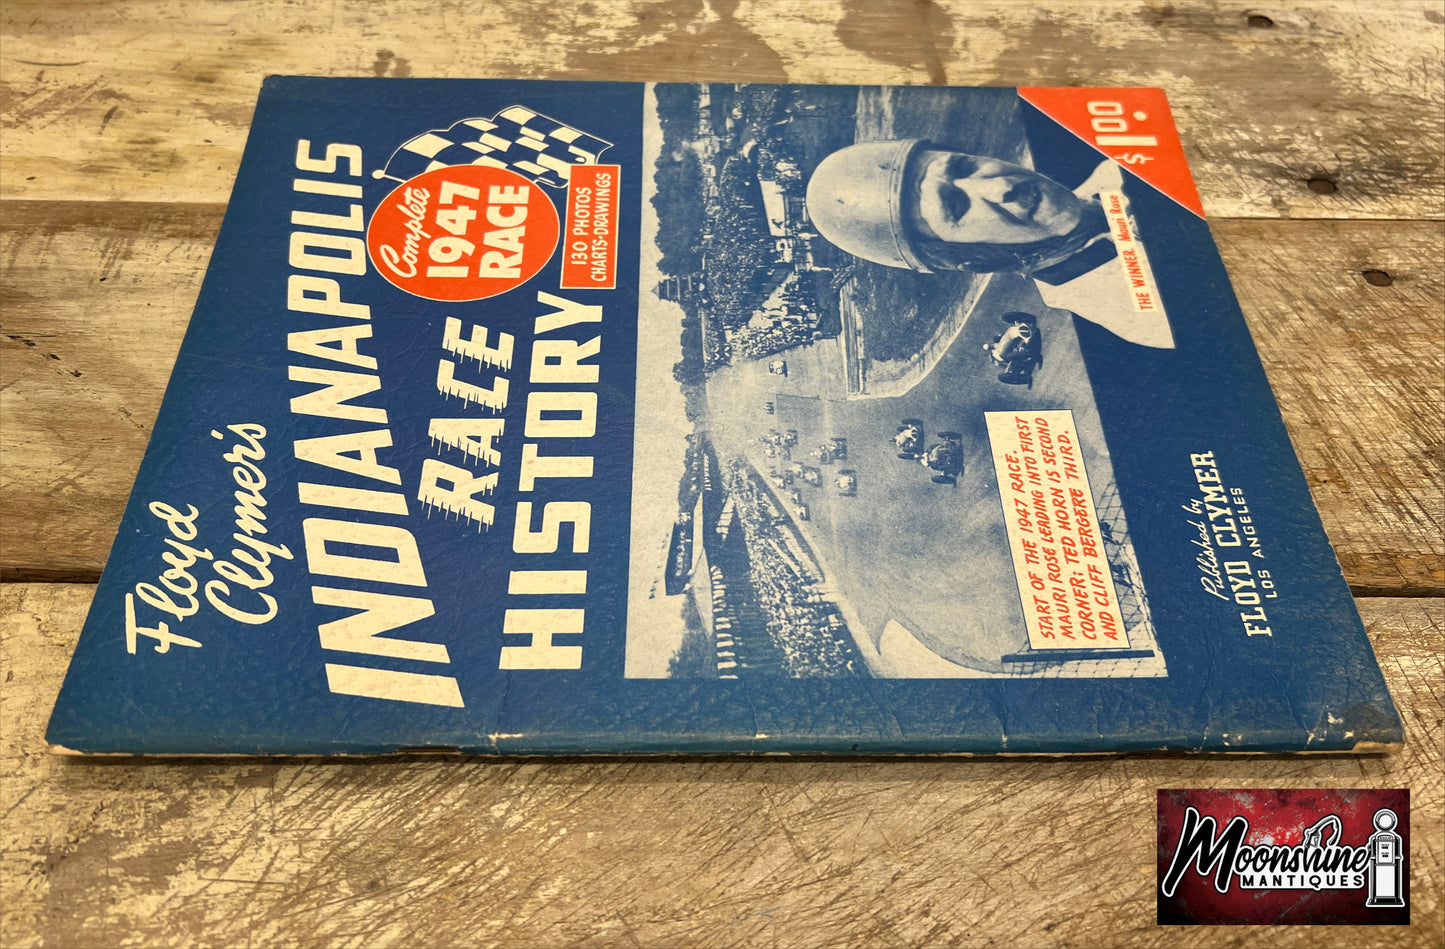 Floyd
Clymer's
INDIANAPOLIS
RACE
HISTORY
Complete
1947
RACE
130 PHOTOS
CHARTS-DRAWINGS
$1.00
THE WINNER, Mauri Rose
START OF THE 1947 RACE.
MAURI ROSE LEADING INTO FIRST
CORNER; TED HORN IS SECOND
AND CLIFF BERGERE THIRD.
Published by
FLOYD CLYMER
LOS ANGELES
Moonshine
MANTIQUES